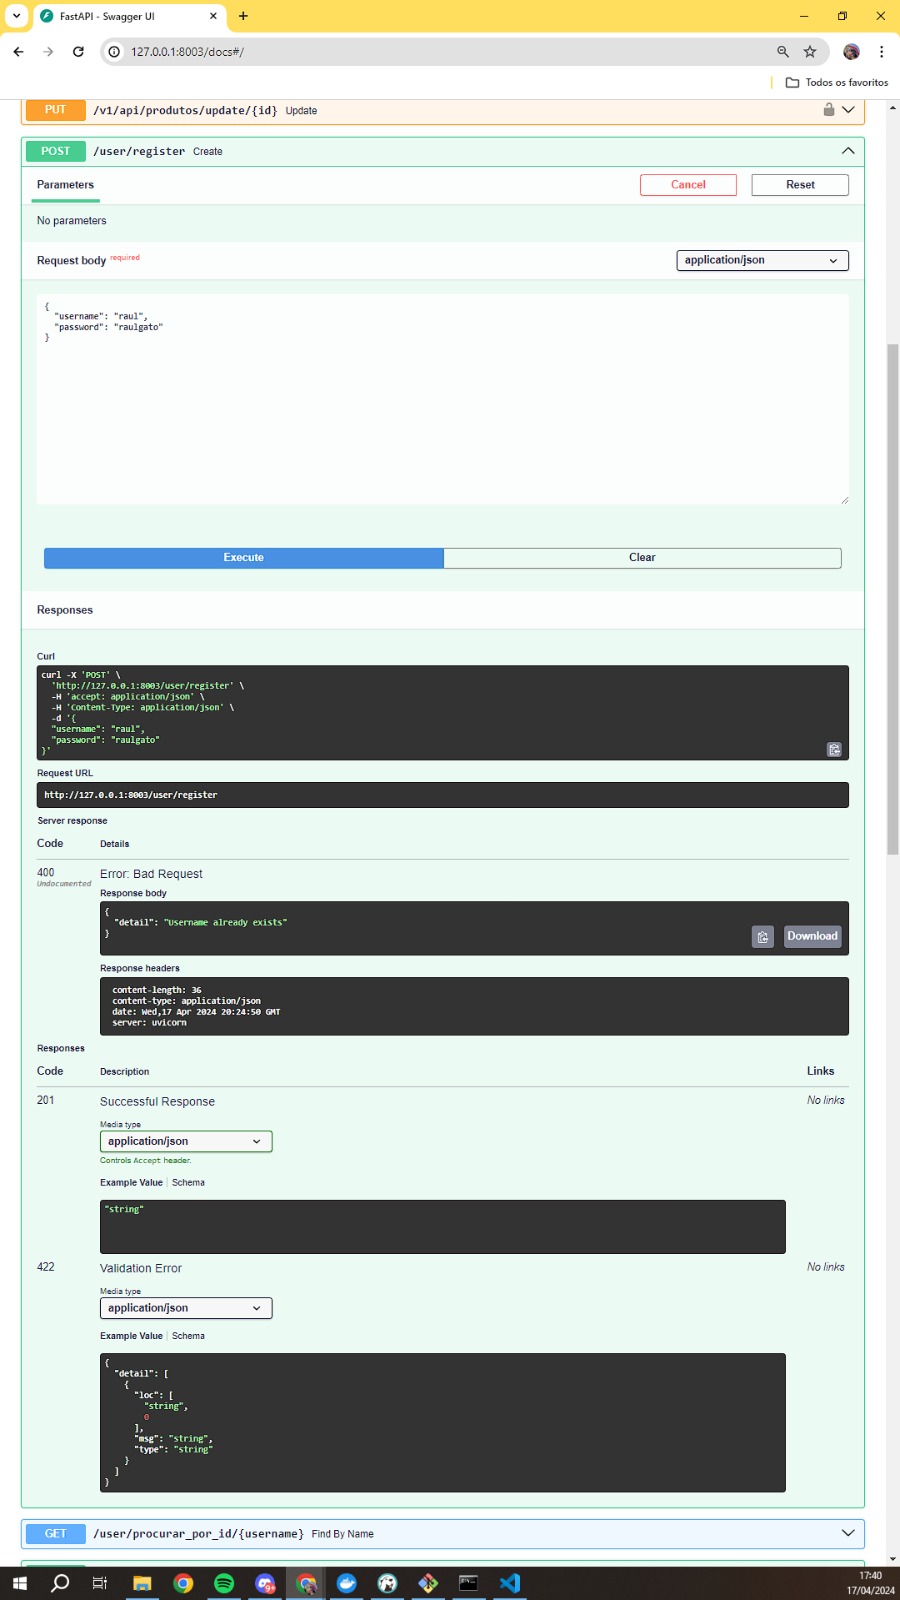 FastAPI - Swagger UI
127.0.0.1:8003/docs#/
Todos os favoritos
PUT /v1/api/produtos/update/{id} Update
POST /user/register Create
Parameters
Cancel
Reset
No parameters
Request body required
application/json
{
"username": "raul",
"password": "raulgato"
}
Execute
Clear
Responses
Curl
curl -X 'POST' \
'http://127.0.0.1:8003/user/register' \
-H 'accept: application/json' \
-H 'Content-Type: application/json' \
-d '{
"username": "raul",
"password": "raulgato"
}'
Request URL
http://127.0.0.1:8003/user/register
Server response
Code Details
400 Error: Bad Request
Undocumented
Response body
{
"detail": "Username already exists"
}
Download
Response headers
content-length: 36
content-type: application/json
date: Wed,17 Apr 2024 20:24:50 GMT
server: uvicorn
Responses
Code Description Links
201 Successful Response No links
Media type
application/json
Controls Accept header.
Example Value | Schema
"string"
422 Validation Error No links
Media type
application/json
Example Value | Schema
{
"detail": [
{
"loc": [
"string",
0
],
"msg": "string",
"type": "string"
}
]
}
GET /user/procurar_por_id/{username} Find By Name
9+
17:40
17/04/2024